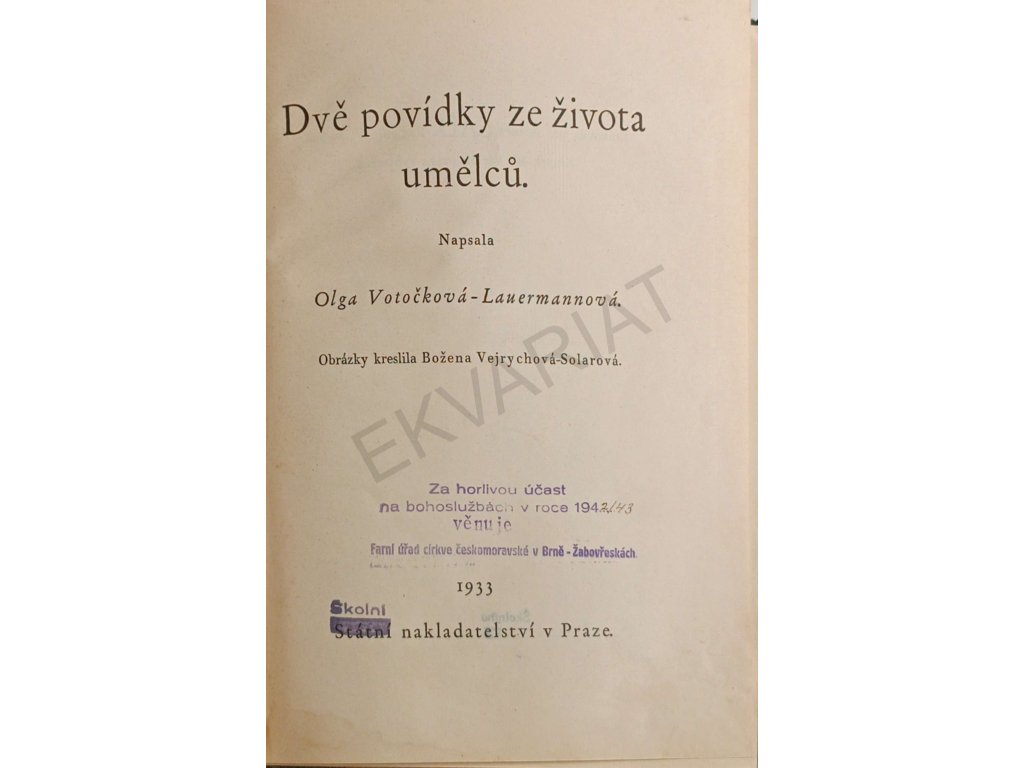 Dvě povídky ze života
umělců.
Napsala
Olga Votočková-Lauermannová.
Obrázky kreslila Božena Vejrychová-Solarová.
EKVARIAT
Za horlivou účast
na bohoslužbách v roce 1942/43
věnuje
Farní úřad církve českomoravské v Brně - Žabovřeskách.
1933
Školní
Státní nakladatelství v Praze.